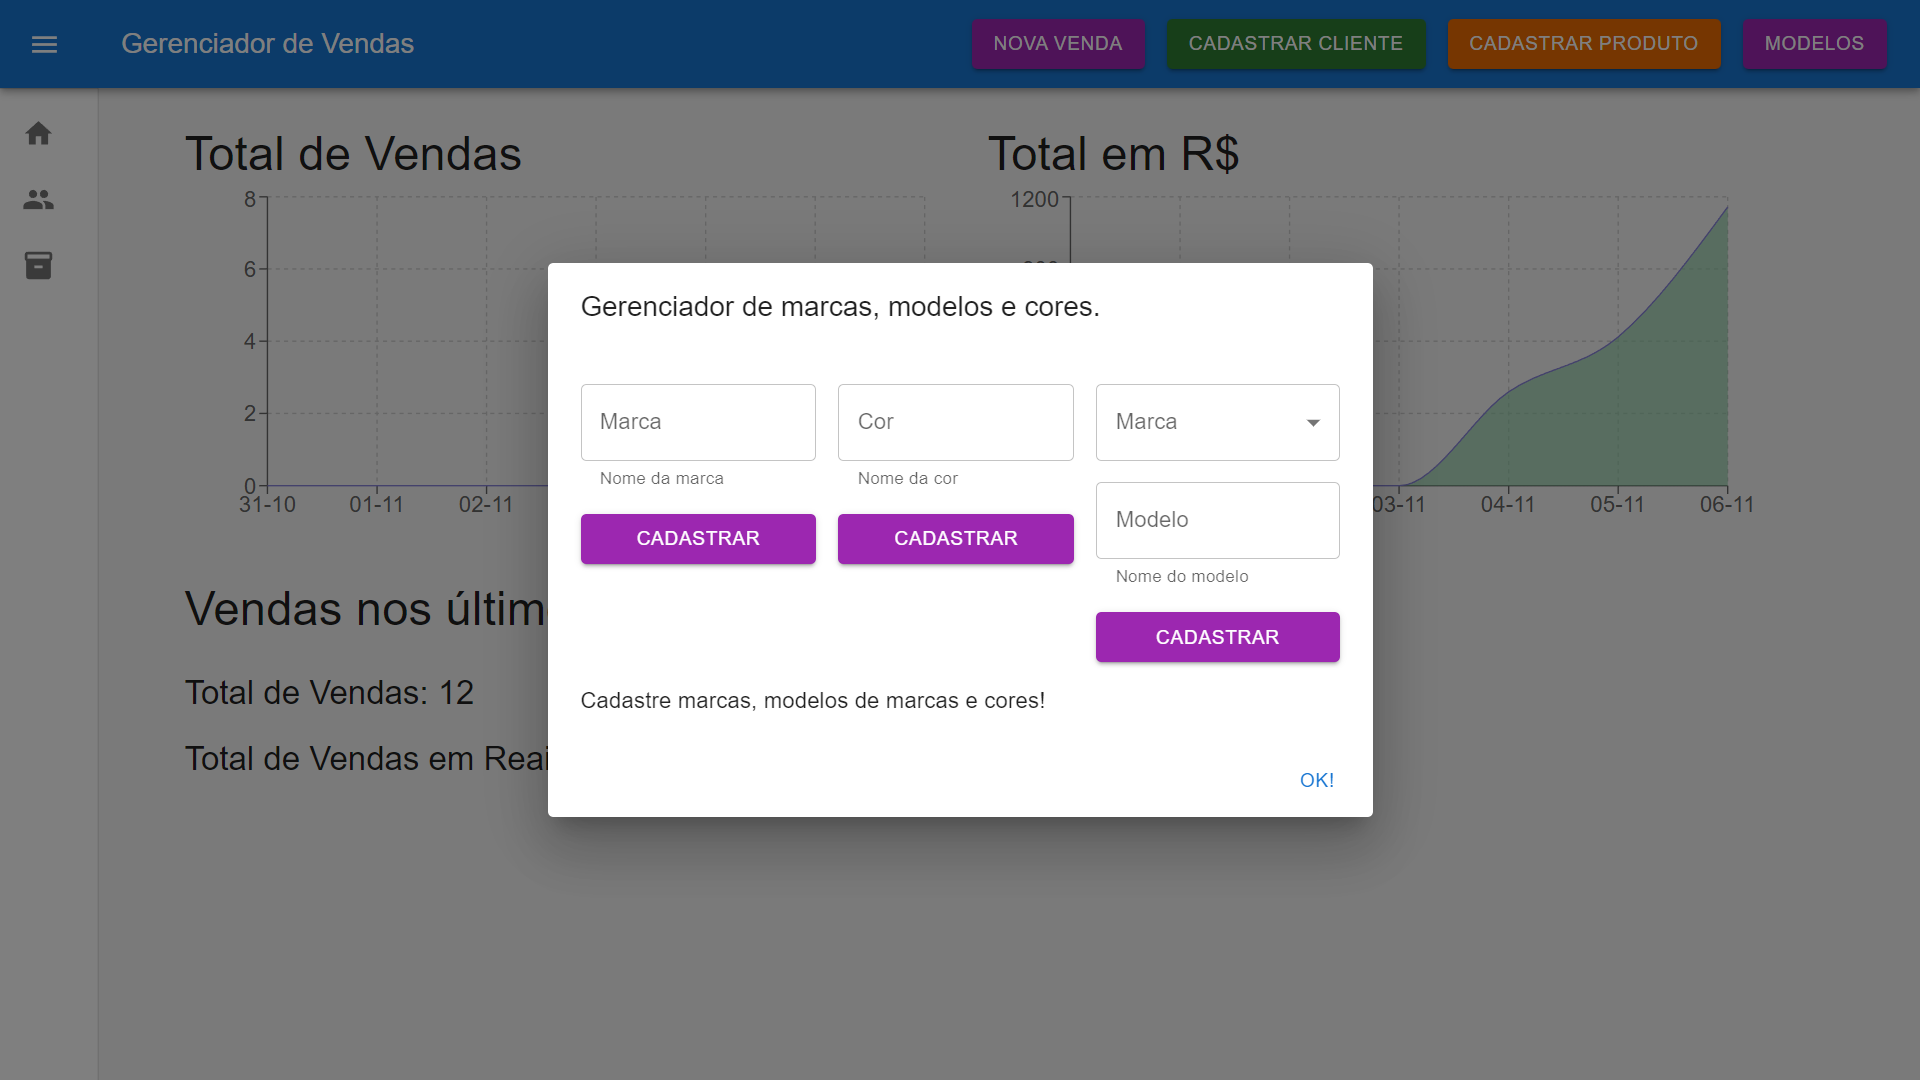 Gerenciador de Vendas
NOVA VENDA
CADASTRAR CLIENTE
CADASTRAR PRODUTO
MODELOS
Total de Vendas
8
6
4
2
0
31-10 01-11 02-11
Total em R$
1200
03-11 04-11 05-11 06-11
Gerenciador de marcas, modelos e cores.
Marca
Nome da marca
CADASTRAR
Cor
Nome da cor
CADASTRAR
Marca
Modelo
Nome do modelo
CADASTRAR
Cadastre marcas, modelos de marcas e cores!
OK!
Vendas nos
Total de Vendas: 12
Total de Vendas em